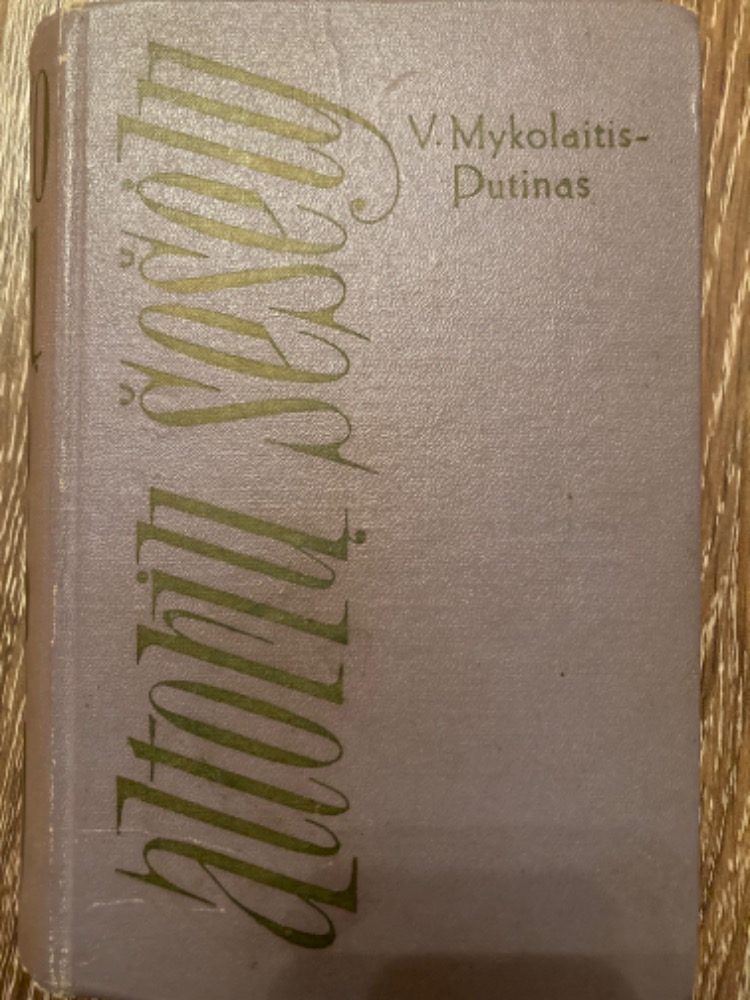 altorių šešėly
V. Mykolaitis-
Putinas